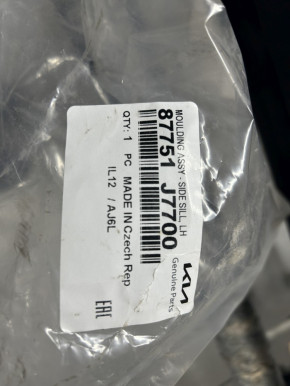 MOULDING ASSY - SIDE SILL, LH
87751 J7700
QTY: 1 PC MADE IN Czech Rep
IL12 / AJ6L
KIA
Genuine Parts
EAC